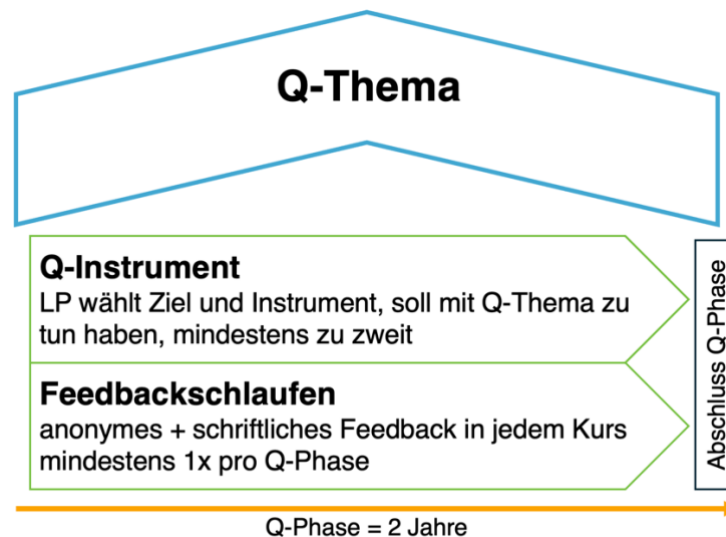 Q-Thema
Q-Instrument
LP wählt Ziel und Instrument, soll mit Q-Thema zu
tun haben, mindestens zu zweit
Feedbackschlaufen
anonymes + schriftliches Feedback in jedem Kurs
mindestens 1x pro Q-Phase
Abschluss Q-Phase
Q-Phase = 2 Jahre